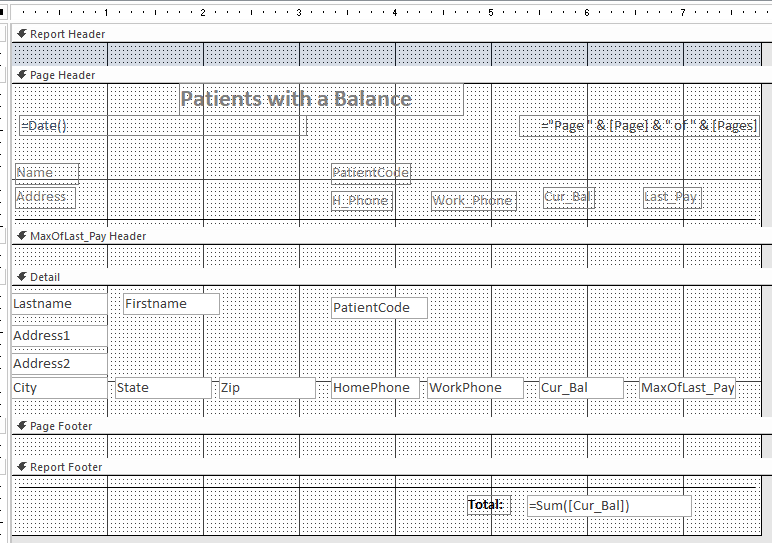 1 2 3 4 5 6 7
Report Header
Page Header
Patients with a Balance
=Date() ="Page " & [Page] & " of " & [Pages]
Name PatientCode
Address H_Phone Work_Phone Cur_Bal Last_Pay
MaxOfLast_Pay Header
Detail
Lastname Firstname PatientCode
Address1
Address2
City State Zip HomePhone WorkPhone Cur_Bal MaxOfLast_Pay
Page Footer
Report Footer
Total: =Sum([Cur_Bal])